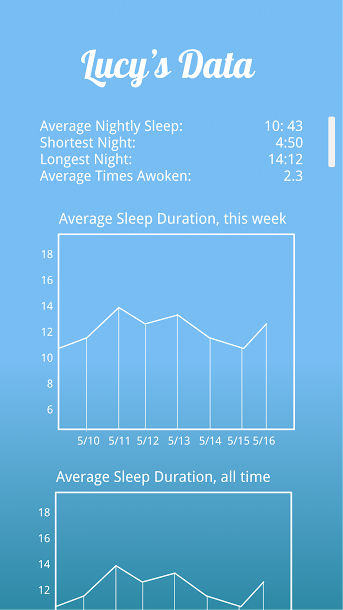 Lucy's Data
Average Nightly Sleep: 10: 43
Shortest Night: 4:50
Longest Night: 14:12
Average Times Awoken: 2.3
Average Sleep Duration, this week
18
16
14
12
10
8
6
5/10 5/11 5/12 5/13 5/14 5/15 5/16
Average Sleep Duration, all time
18
16
14
12